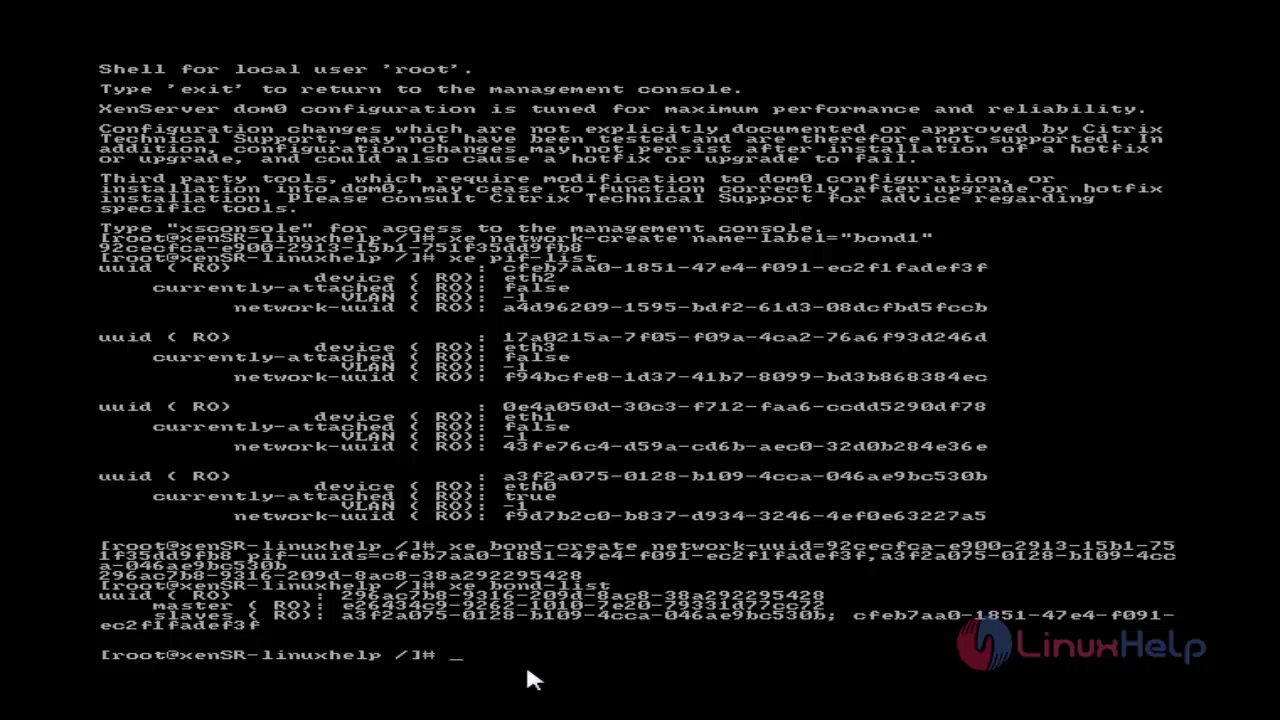 Shell for local user 'root'.
Type 'exit' to return to the management console.
XenServer dom0 configuration is tuned for maximum performance and reliability.
Configuration changes which are not explicitly documented or approved by Citrix
Technical Support, may not have been tested and are therefore not supported. In
addition, configuration changes may not persist after installation of a hotfix
or upgrade, and could also cause a hotfix or upgrade to fail.
Third party tools, which require modification to dom0 configuration, or
installation into dom0, may cease to function correctly after upgrade or hotfix
installation. Please consult Citrix Technical Support for advice regarding
specific tools.
Type "xsconsole" for access to the management console.
[root@xenSR-linuxhelp /]# xe network-create name-label="bond1"
92cecfca-e900-2913-15b1-751f35dd9fb8
[root@xenSR-linuxhelp /]# xe pif-list
uuid ( RO) : cfeb7aa0-1851-47e4-f091-ec2f1fadef3f
device ( RO): eth2
currently-attached ( RO): false
VLAN ( RO): -1
network-uuid ( RO): a4d96209-1595-bdf2-61d3-08dcfbd5fccb
uuid ( RO) : 17a0215a-7f05-f09a-4ca2-76a6f93d246d
device ( RO): eth3
currently-attached ( RO): false
VLAN ( RO): -1
network-uuid ( RO): f94bcfe8-1d37-41b7-8099-bd3b868384ec
uuid ( RO) : 0e4a050d-30c3-f712-faa6-ccdd5290df78
device ( RO): eth1
currently-attached ( RO): false
VLAN ( RO): -1
network-uuid ( RO): 43fe76c4-d59a-cd6b-aec0-32d0b284e36e
uuid ( RO) : a3f2a075-0128-b109-4cca-046ae9bc530b
device ( RO): eth0
currently-attached ( RO): true
VLAN ( RO): -1
network-uuid ( RO): f9d7b2c0-b837-d934-3246-4ef0e63227a5
[root@xenSR-linuxhelp /]# xe bond-create network-uuid=92cecfca-e900-2913-15b1-75
1f35dd9fb8 pif-uuids=cfeb7aa0-1851-47e4-f091-ec2f1fadef3f,a3f2a075-0128-b109-4cc
a-046ae9bc530b
296ac7b8-9316-209d-8ac8-38a292295428
[root@xenSR-linuxhelp /]# xe bond-list
uuid ( RO) : 296ac7b8-9316-209d-8ac8-38a292295428
master ( RO): e26434c9-9262-1010-7e20-79331d77cc72
slaves ( RO): a3f2a075-0128-b109-4cca-046ae9bc530b; cfeb7aa0-1851-47e4-f091-
ec2f1fadef3f
[root@xenSR-linuxhelp /]# _
LinuxHelp